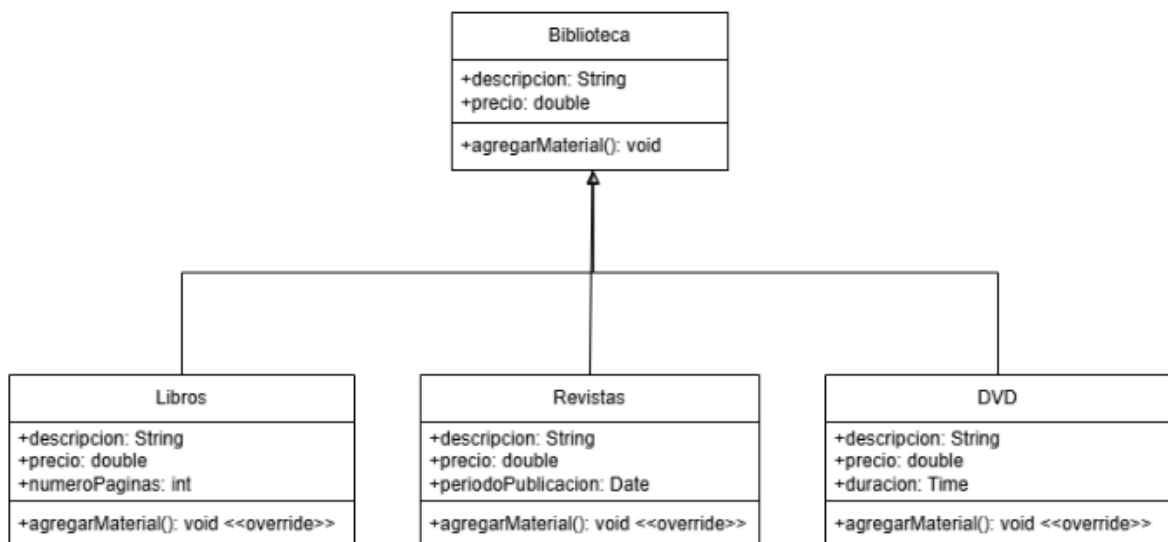 Biblioteca
+descripcion: String
+precio: double
+agregarMaterial(): void
Libros
+descripcion: String
+precio: double
+numeroPaginas: int
+agregarMaterial(): void <<override>>
Revistas
+descripcion: String
+precio: double
+periodoPublicacion: Date
+agregarMaterial(): void <<override>>
DVD
+descripcion: String
+precio: double
+duracion: Time
+agregarMaterial(): void <<override>>